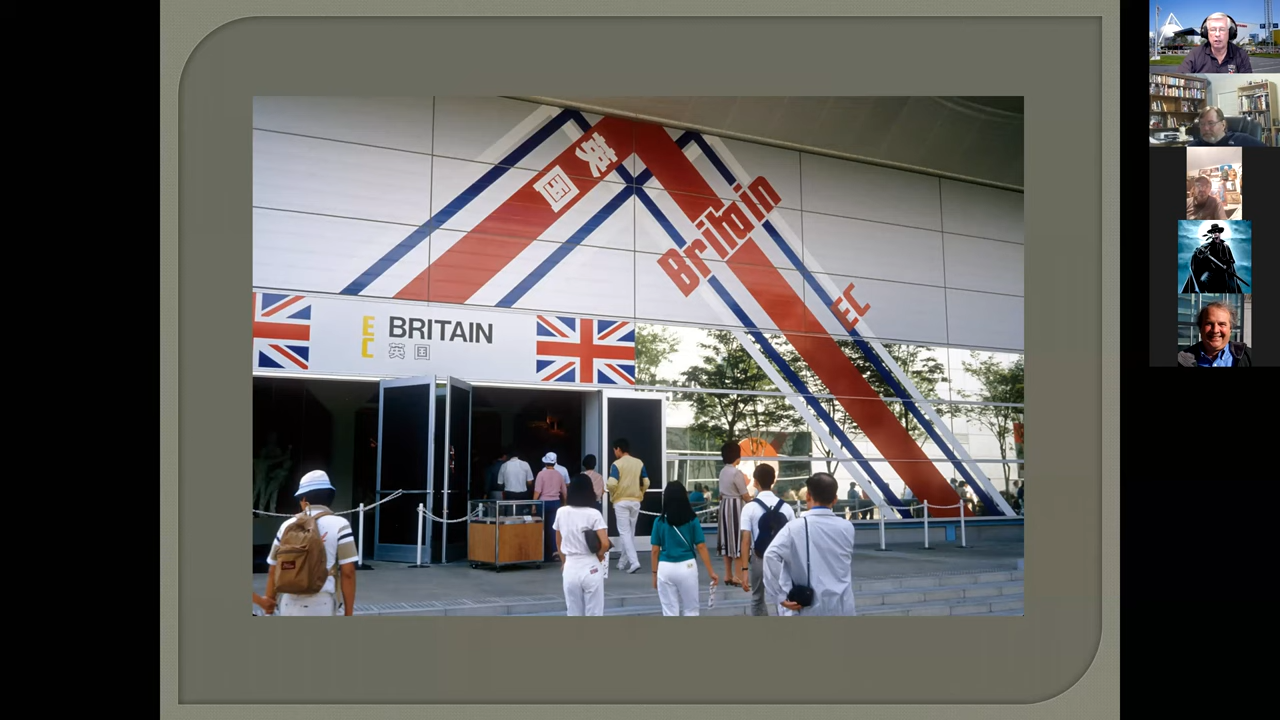 英国
Britain
EC
EC BRITAIN
英国